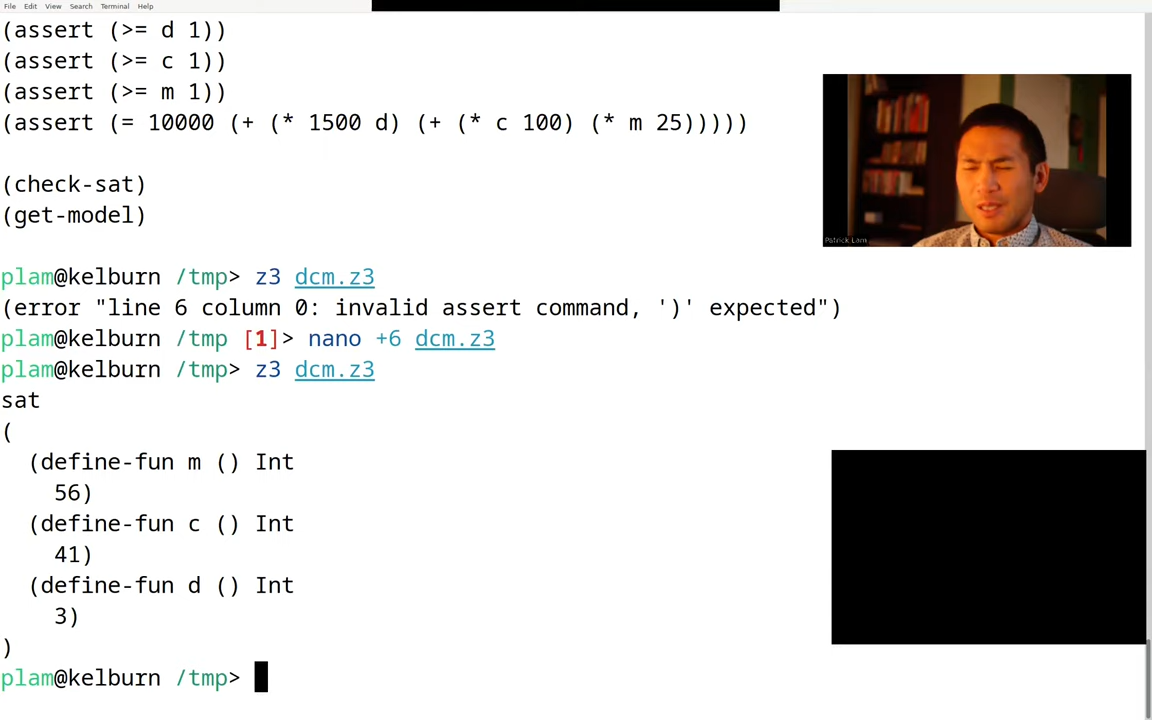 File Edit View Search Terminal Help
(assert (>= d 1))
(assert (>= c 1))
(assert (>= m 1))
(assert (= 10000 (+ (* 1500 d) (+ (* c 100) (* m 25)))))
(check-sat)
(get-model)
Patrick Lam
plam@kelburn /tmp> z3 dcm.z3
(error "line 6 column 0: invalid assert command, ')' expected")
plam@kelburn /tmp [1]> nano +6 dcm.z3
plam@kelburn /tmp> z3 dcm.z3
sat
(
(define-fun m () Int
56)
(define-fun c () Int
41)
(define-fun d () Int
3)
)
plam@kelburn /tmp>